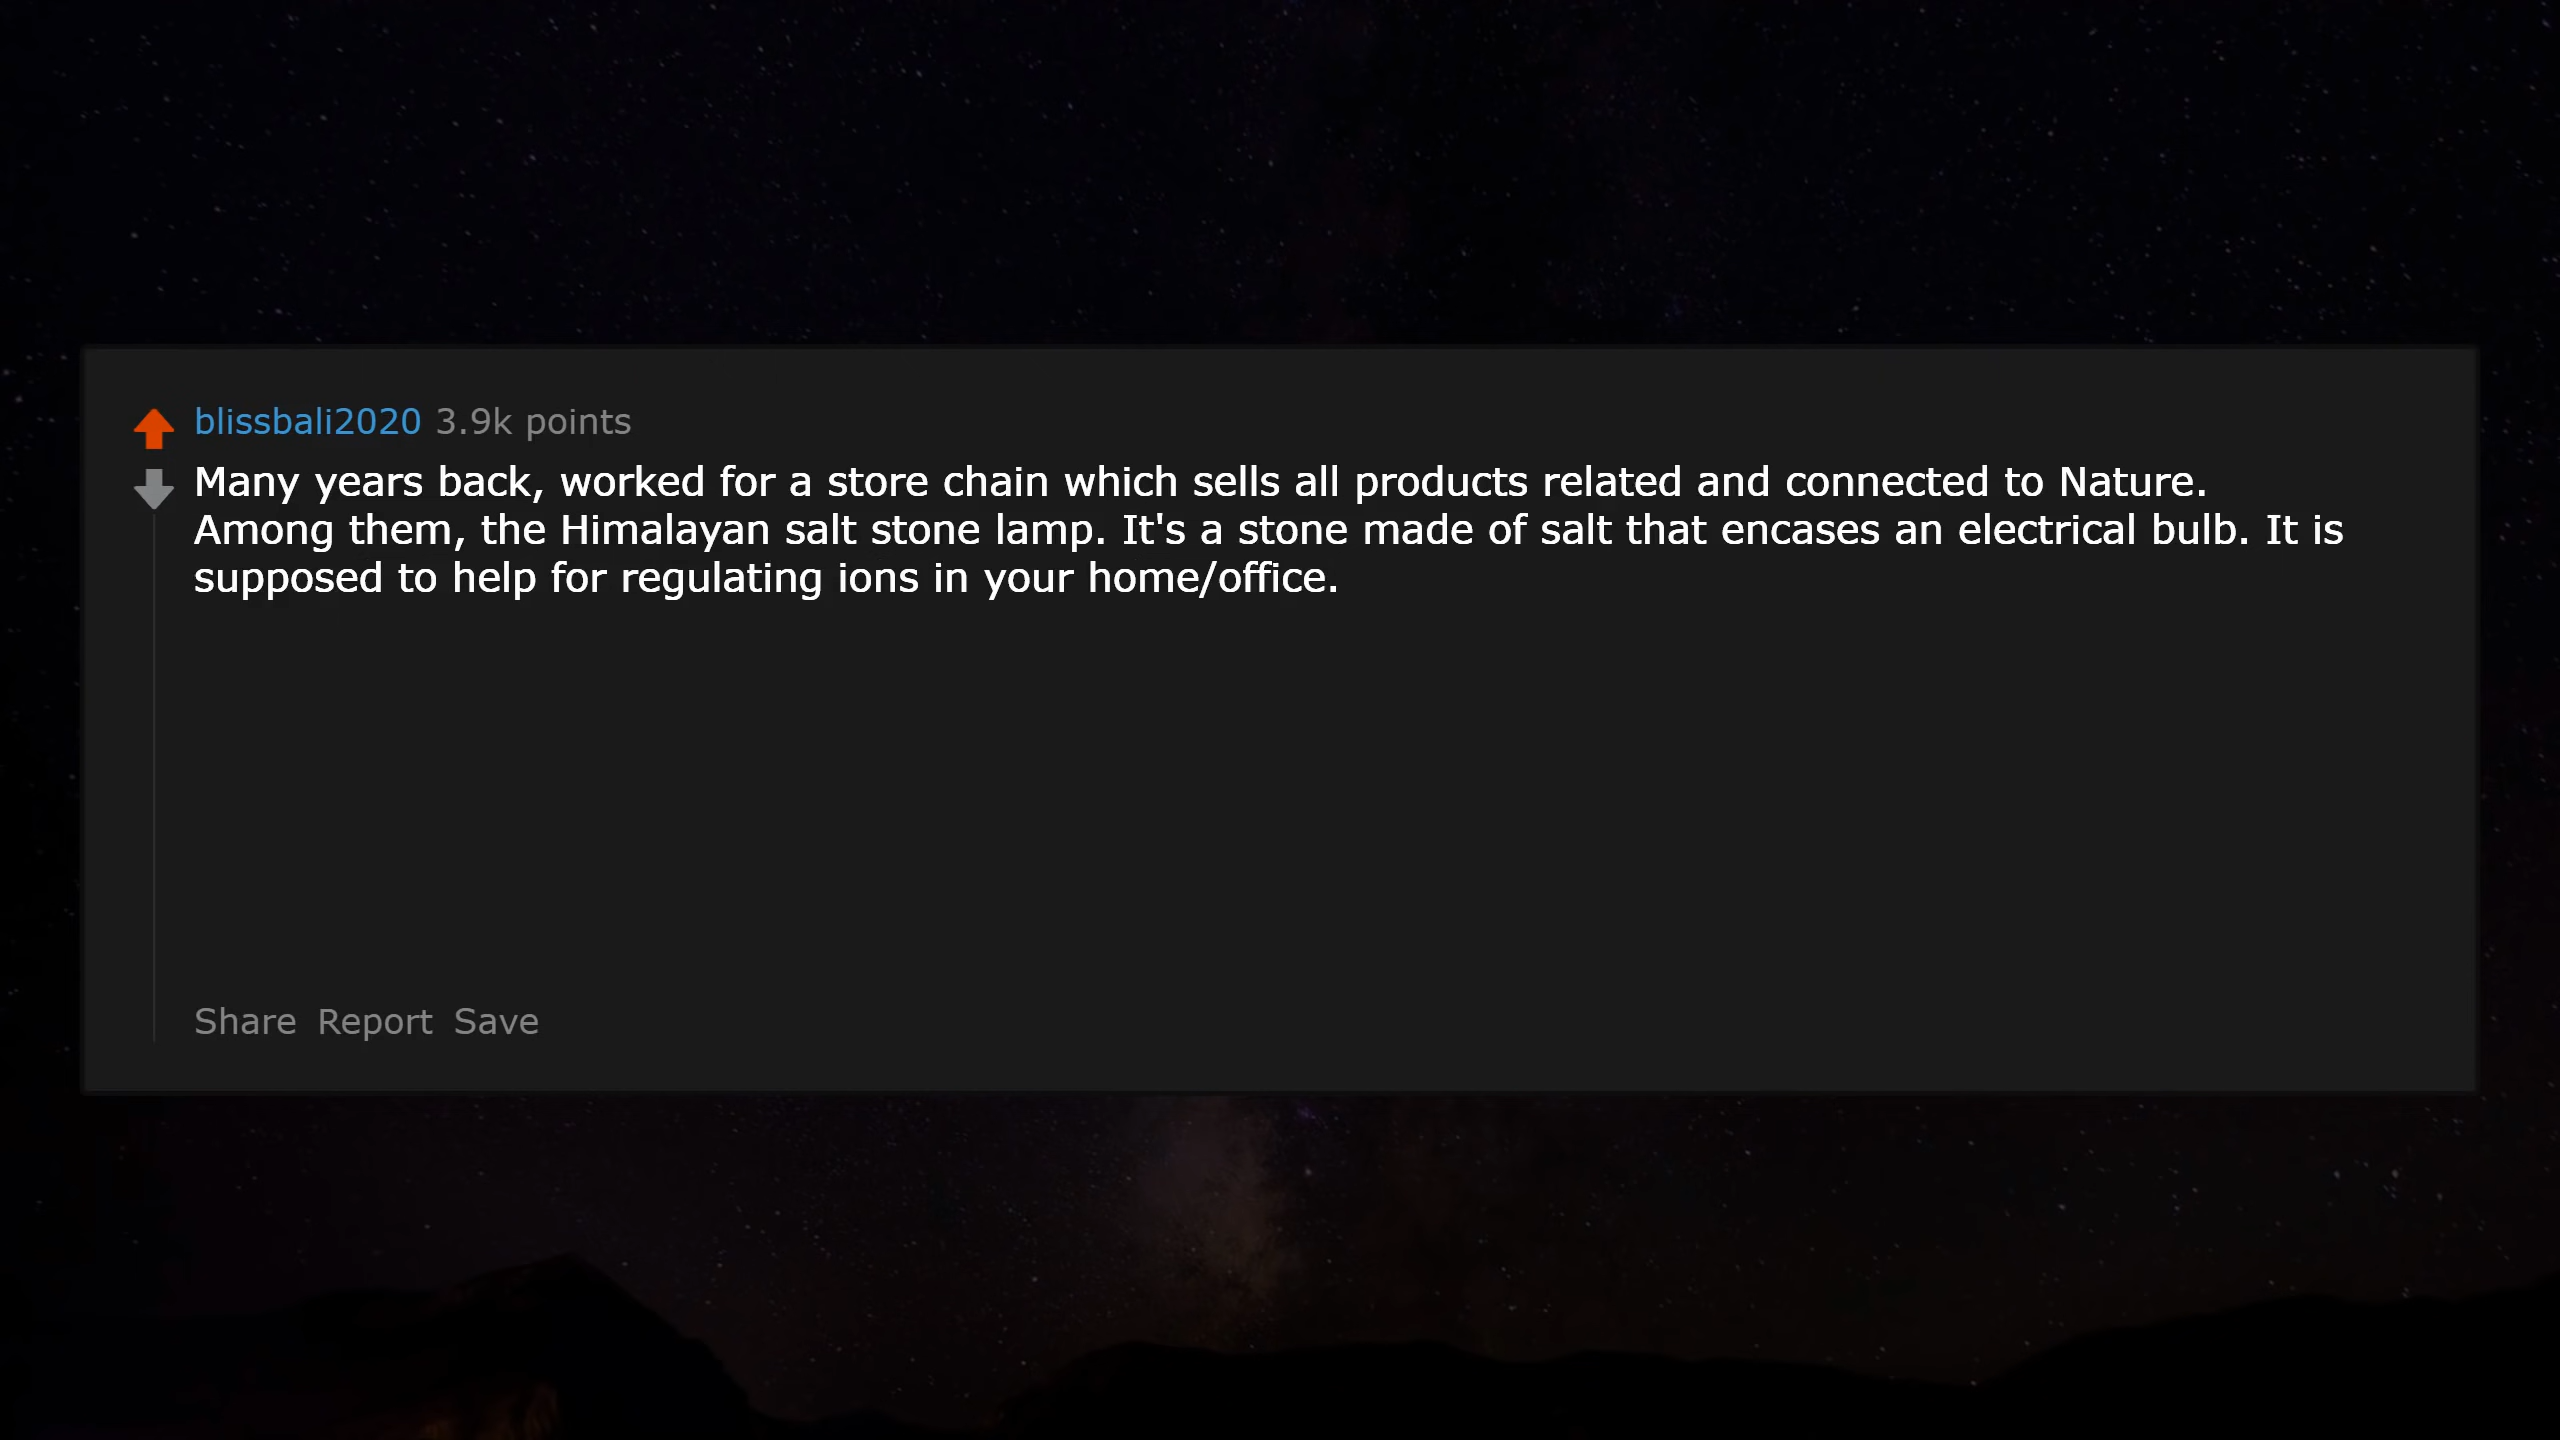 blissbali2020 3.9k points
Many years back, worked for a store chain which sells all products related and connected to Nature.
Among them, the Himalayan salt stone lamp. It's a stone made of salt that encases an electrical bulb. It is
supposed to help for regulating ions in your home/office.
Share Report Save